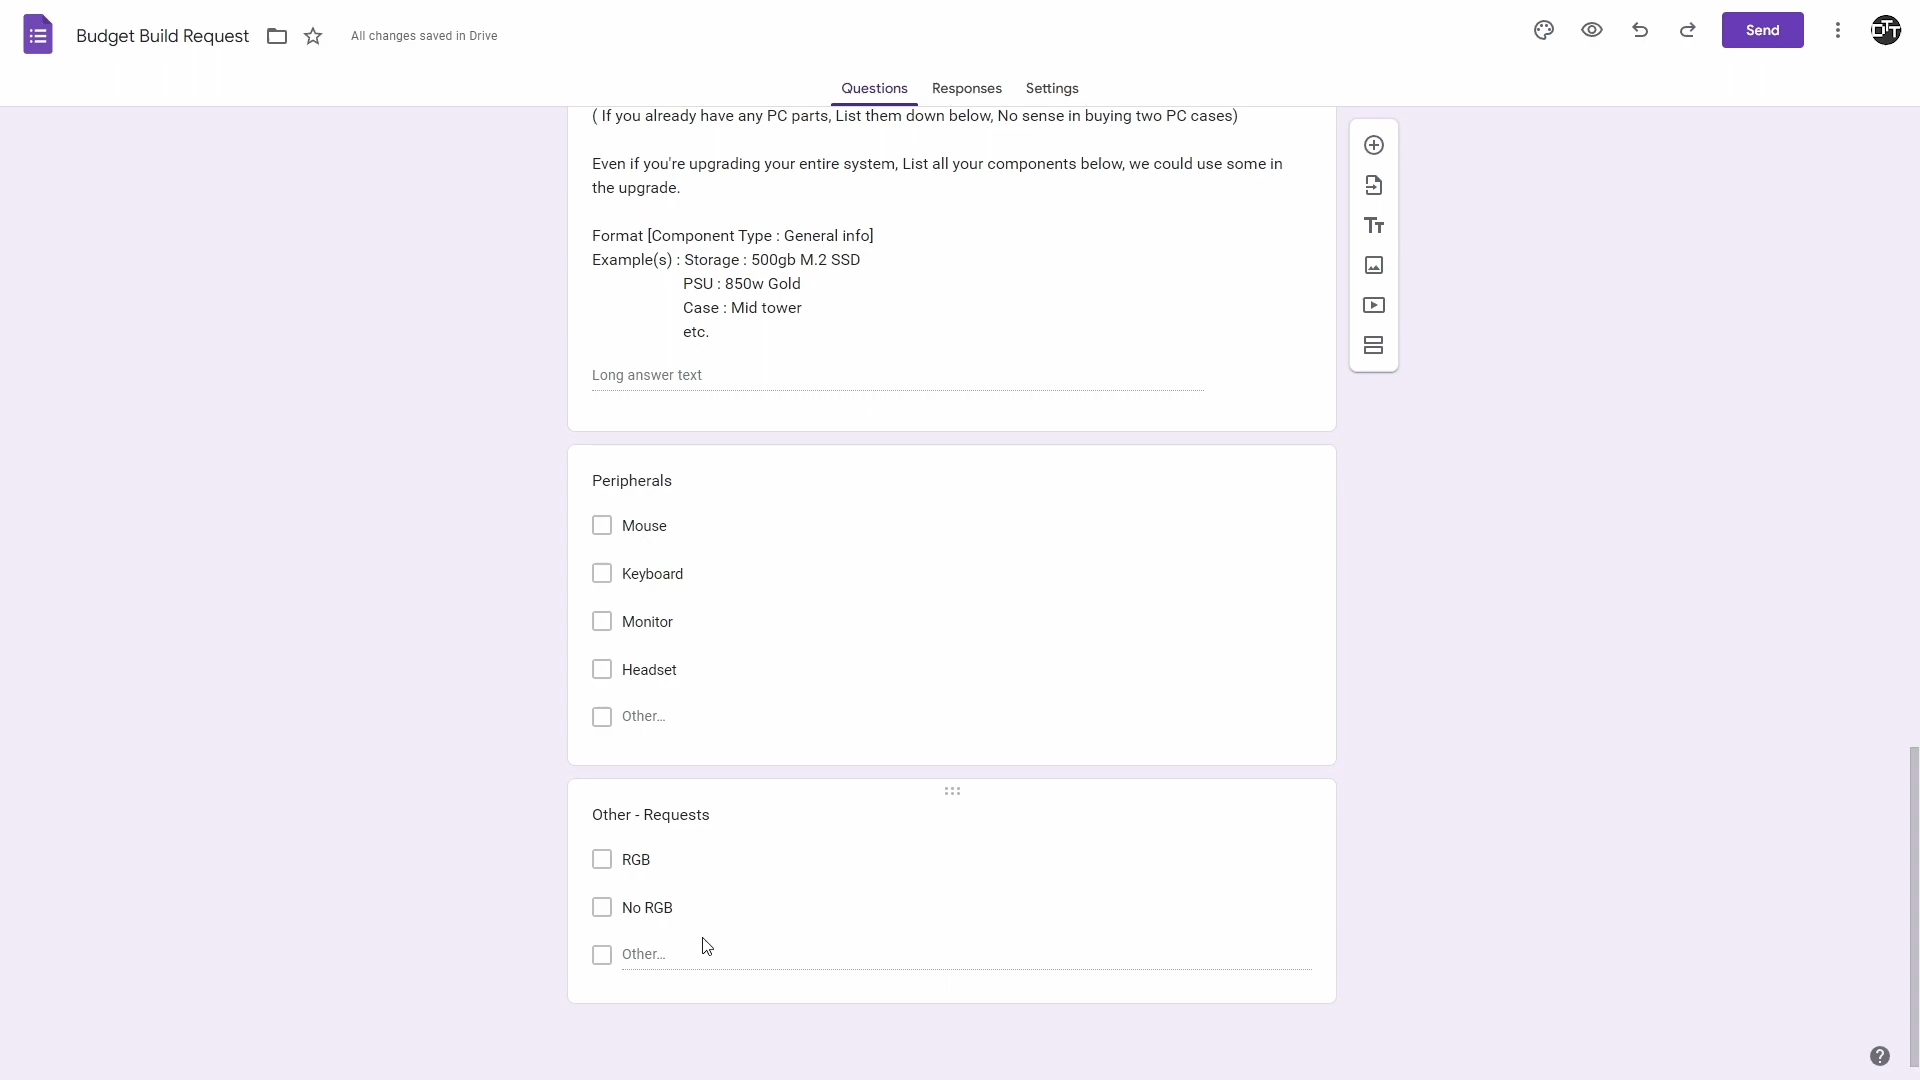 Budget Build Request
All changes saved in Drive
Send
DTT
Questions
Responses
Settings
( If you already have any PC parts, List them down below, No sense in buying two PC cases)
Even if you're upgrading your entire system, List all your components below, we could use some in
the upgrade.
Format [Component Type : General info]
Example(s) : Storage : 500gb M.2 SSD
PSU : 850w Gold
Case : Mid tower
etc.
Long answer text
Peripherals
Mouse
Keyboard
Monitor
Headset
Other…
Other - Requests
RGB
No RGB
Other…